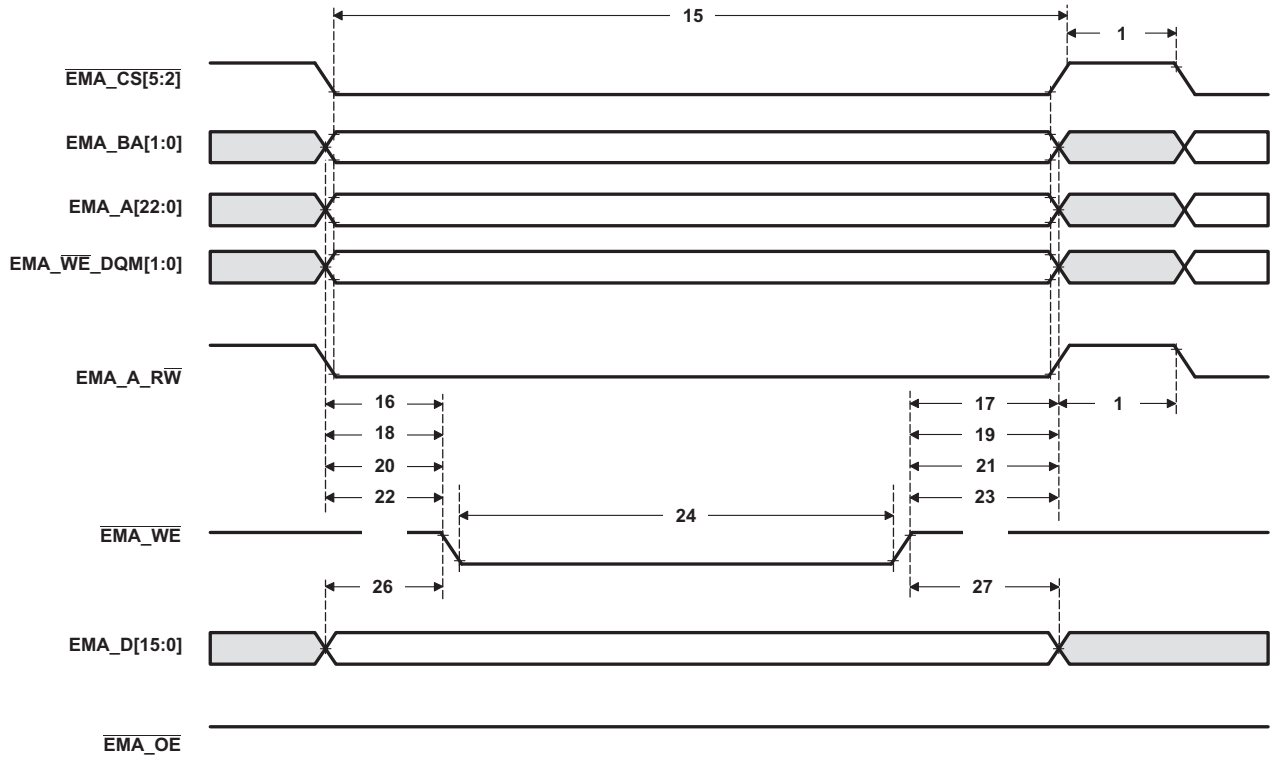 15
1
EMA_CS[5:2]
EMA_BA[1:0]
EMA_A[22:0]
EMA_WE_DQM[1:0]
EMA_A_RW
16 17 1
18 19
20 21
22 23
24
EMA_WE
26 27
EMA_D[15:0]
EMA_OE